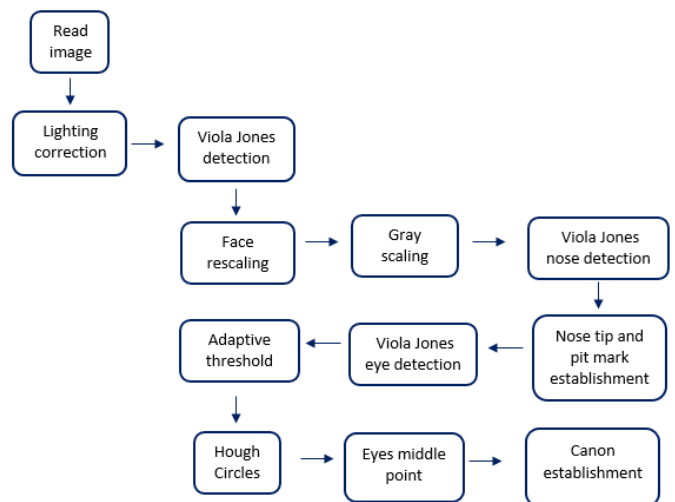 Read
image
Lighting
correction
Viola Jones
detection
Face
rescaling
Gray
scaling
Viola Jones
nose detection
Nose tip and
pit mark
establishment
Viola Jones
eye detection
Adaptive
threshold
Hough
Circles
Eyes middle
point
Canon
establishment